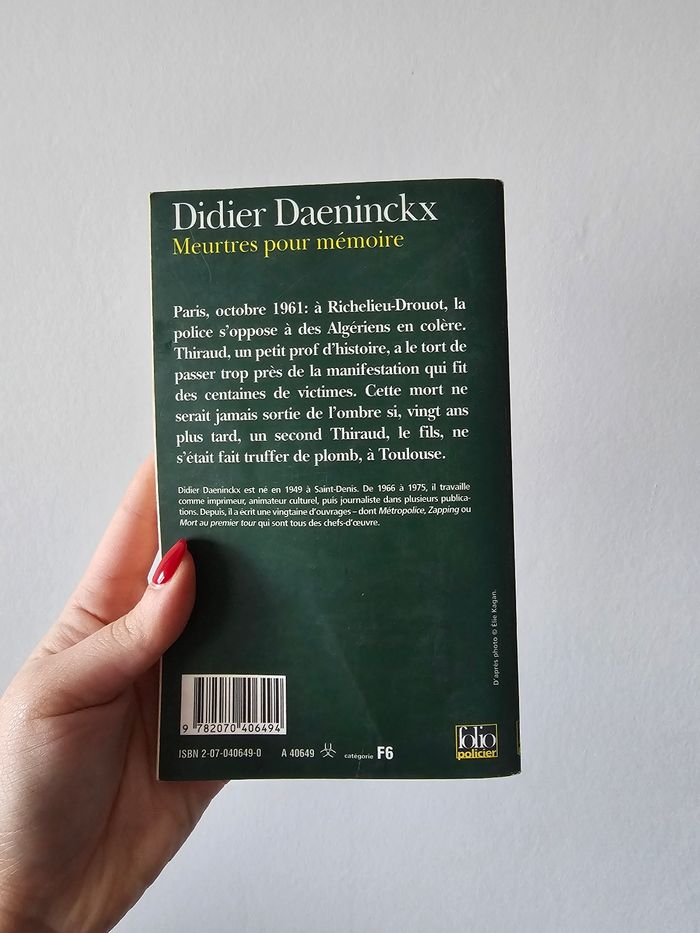 Didier Daeninckx
Meurtres pour mémoire
Paris, octobre 1961: à Richelieu-Drouot, la
police s'oppose à des Algériens en colère.
Thiraud, un petit prof d'histoire, a le tort de
passer trop près de la manifestation qui fit
des centaines de victimes. Cette mort ne
serait jamais sortie de l'ombre si, vingt ans
plus tard, un second Thiraud, le fils, ne
s'était fait truffer de plomb, à Toulouse.
Didier Daeninckx est né en 1949 à Saint-Denis. De 1966 à 1975, il travaille
comme imprimeur, animateur culturel, puis journaliste dans plusieurs publica-
tions. Depuis, il a écrit une vingtaine d'ouvrages – dont Métropolice, Zapping ou
Mort au premier tour qui sont tous des chefs-d'œuvre.
D'après photo © Elie Kagan.
9 782070 406494
ISBN 2-07-040649-0 A 40649 catégorie F6
folio
policier